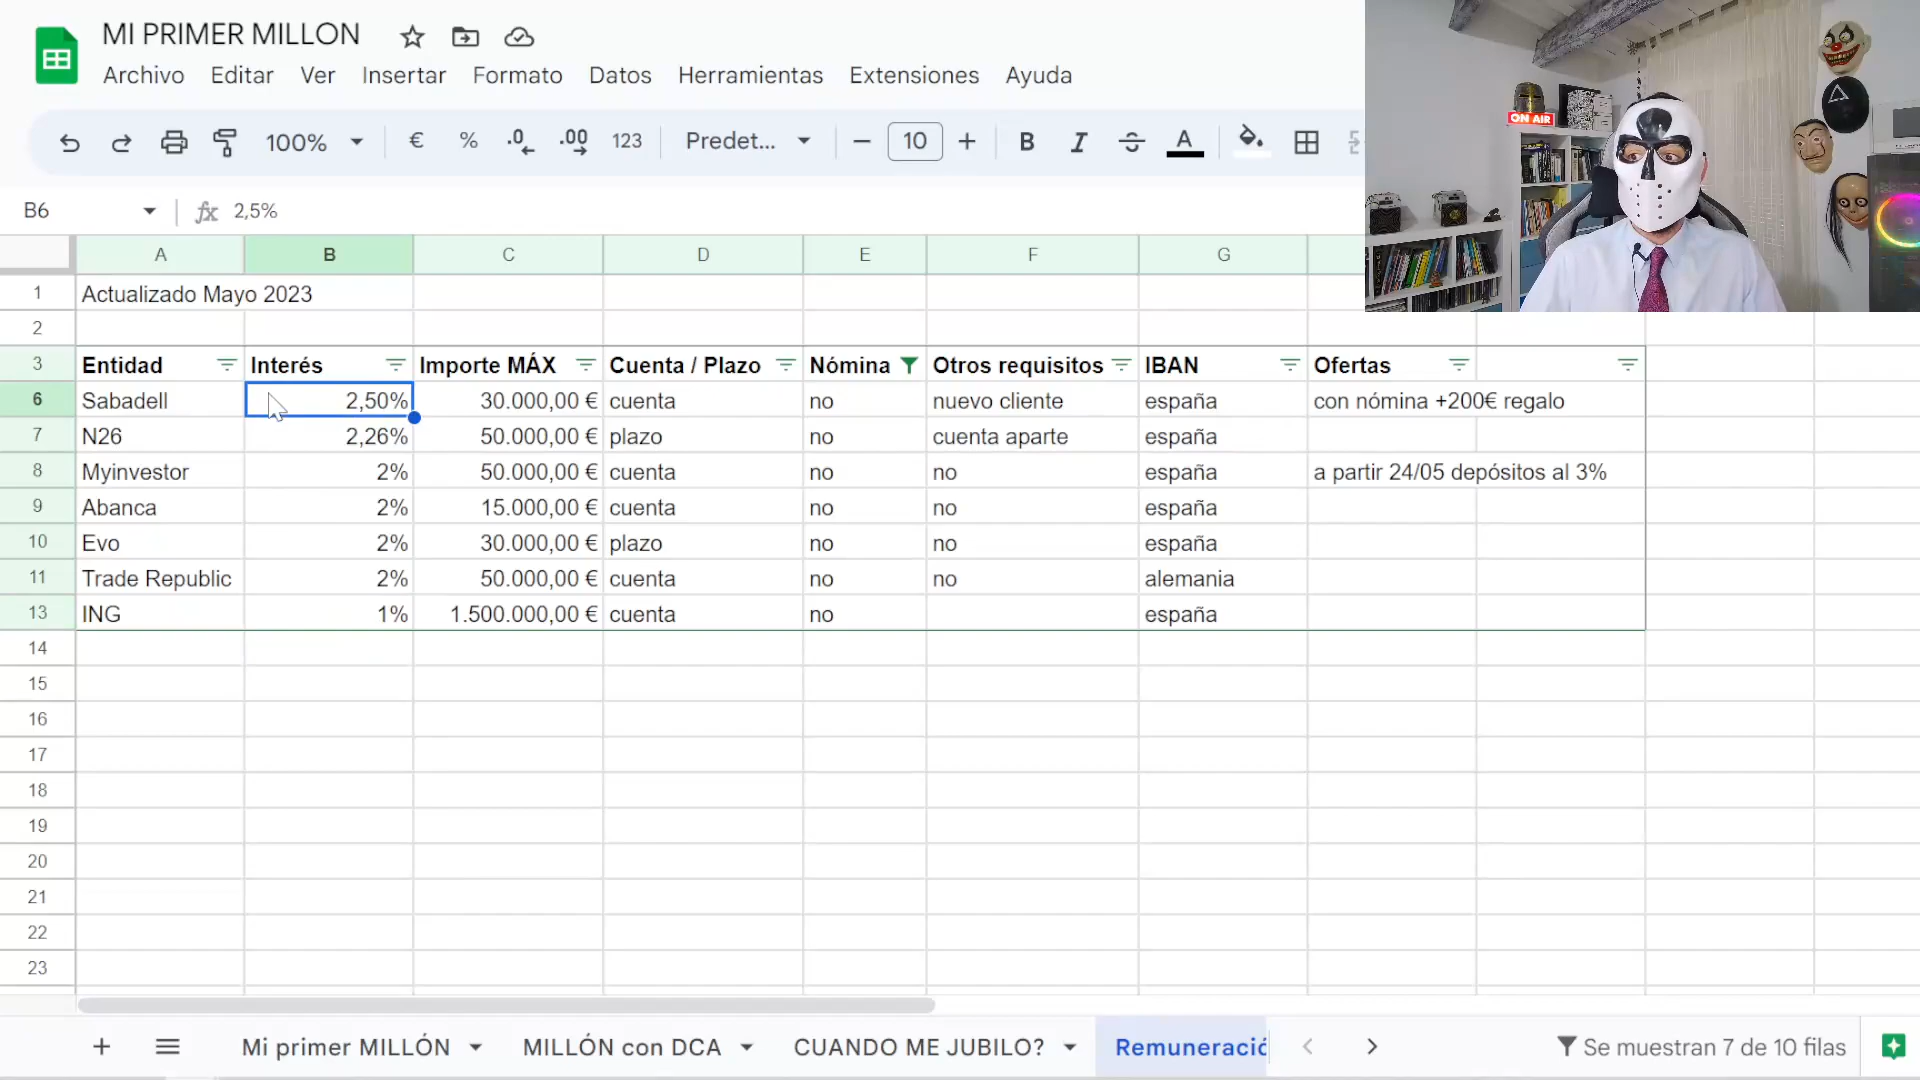 MI PRIMER MILLON
Archivo Editar Ver Insertar Formato Datos Herramientas Extensiones Ayuda
100% € % .0 .00 123 Predet... − 10 + B I A
B6 fx 2,5%
ON AIR
A B C D E F G
1 Actualizado Mayo 2023
2
3 Entidad Interés Importe MÁX Cuenta / Plazo Nómina Otros requisitos IBAN Ofertas
6 Sabadell 2,50% 30.000,00 € cuenta no nuevo cliente españa con nómina +200€ regalo
7 N26 2,26% 50.000,00 € plazo no cuenta aparte españa
8 Myinvestor 2% 50.000,00 € cuenta no no españa a partir 24/05 depósitos al 3%
9 Abanca 2% 15.000,00 € cuenta no no españa
10 Evo 2% 30.000,00 € plazo no no españa
11 Trade Republic 2% 50.000,00 € cuenta no no alemania
13 ING 1% 1.500.000,00 € cuenta no españa
14
15
16
17
18
19
20
21
22
23
Mi primer MILLÓN MILLÓN con DCA CUANDO ME JUBILO? Remuneració Se muestran 7 de 10 filas